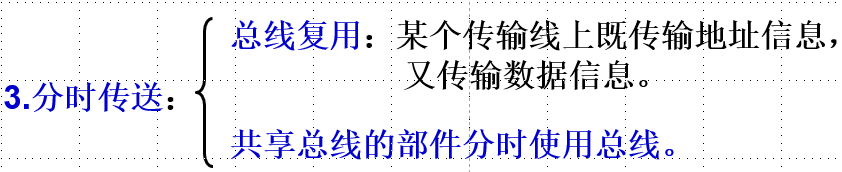 总线复用：某个传输线上既传输地址信息，
又传输数据信息。
3.分时传送：
共享总线的部件分时使用总线。